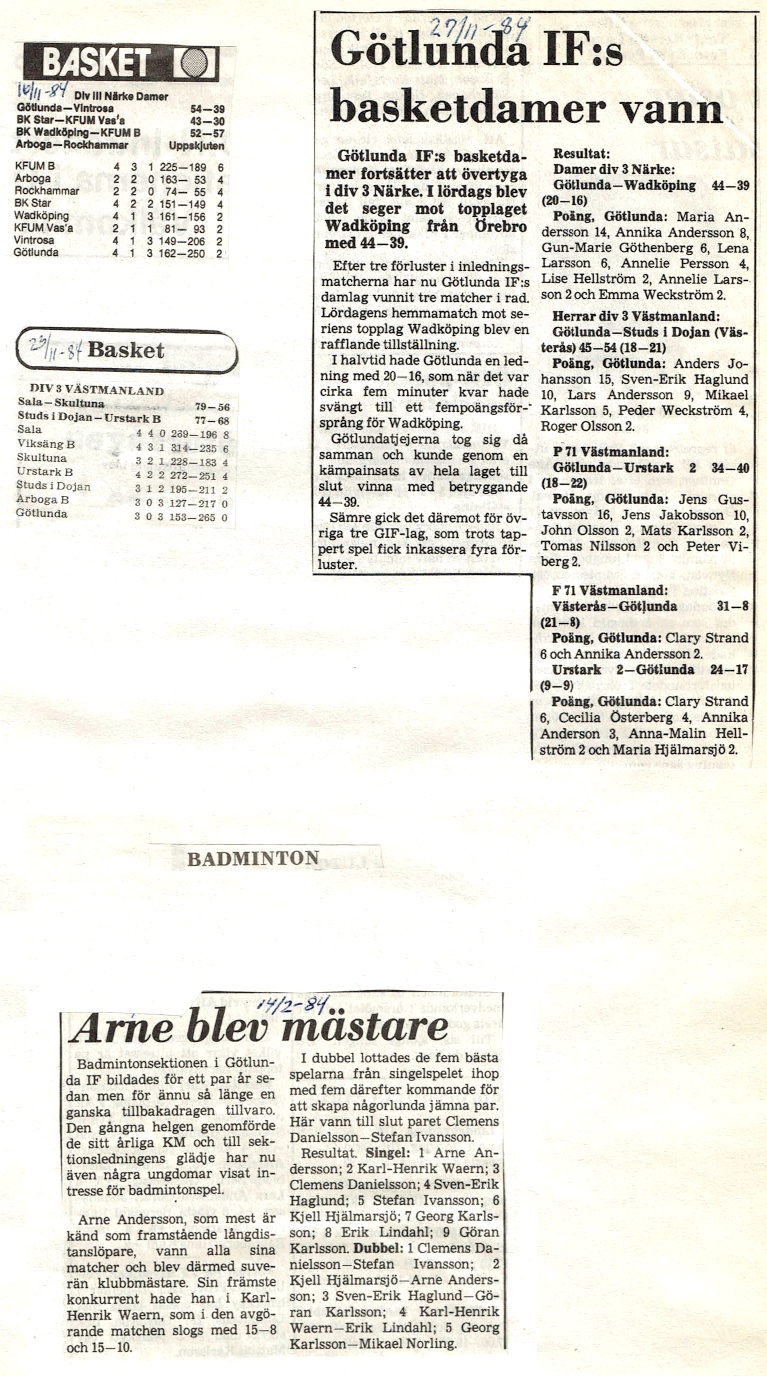 BASKET
16/11-84
Div III Närke Damer
Götlunda—Vintrosa 54—39
BK Star—KFUM Vas'a 43—30
BK Wadköping—KFUM B 52—57
Arboga—Rockhammar Uppskjuten
KFUM B 4 3 1 225—189 6
Arboga 2 2 0 163— 53 4
Rockhammar 2 2 0 74— 55 4
BK Star 4 2 2 151—149 4
Wadköping 4 1 3 161—156 2
KFUM Vas'a 2 1 1 81— 93 2
Vintrosa 4 1 3 149—206 2
Götlunda 4 1 3 162—250 2
29/11-84 Basket
DIV 3 VÄSTMANLAND
Sala—Skultuna 79—56
Studs i Dojan—Urstark B 77—68
Sala 4 4 0 269—196 8
Viksäng B 4 3 1 314—235 6
Skultuna 3 2 1 228—183 4
Urstark B 4 2 2 272—251 4
Studs i Dojan 3 1 2 195—211 2
Arboga B 3 0 3 127—217 0
Götlunda 3 0 3 153—265 0
27/11-84
Götlunda IF:s
basketdamer vann
Götlunda IF:s basketda-
mer fortsätter att övertyga
i div 3 Närke. I lördags blev
det seger mot topplaget
Wadköping från Örebro
med 44—39.
Efter tre förluster i inlednings-
matcherna har nu Götlunda IF:s
damlag vunnit tre matcher i rad.
Lördagens hemmamatch mot se-
riens topplag Wadköping blev en
rafflande tillställning.
I halvtid hade Götlunda en led-
ning med 20—16, som när det var
cirka fem minuter kvar hade
svängt till ett fempoängsför-
språng för Wadköping.
Götlundatjejerna tog sig då
samman och kunde genom en
kämpainsats av hela laget till
slut vinna med betryggande
44—39.
Sämre gick det däremot för öv-
riga tre GIF-lag, som trots tap-
pert spel fick inkassera fyra för-
luster.
Resultat:
Damer div 3 Närke:
Götlunda—Wadköping 44—39
(20—16)
Poäng, Götlunda: Maria An-
dersson 14, Annika Andersson 8,
Gun-Marie Göthenberg 6, Lena
Larsson 6, Annelie Persson 4,
Lise Hellström 2, Annelie Lars-
son 2 och Emma Weckström 2.
Herrar div 3 Västmanland:
Götlunda—Studs i Dojan (Väs-
terås) 45—54 (18—21)
Poäng, Götlunda: Anders Jo-
hansson 15, Sven-Erik Haglund
10, Lars Andersson 9, Mikael
Karlsson 5, Peder Weckström 4,
Roger Olsson 2.
P 71 Västmanland:
Götlunda—Urstark 2 34—40
(18—22)
Poäng, Götlunda: Jens Gus-
tavsson 16, Jens Jakobsson 10,
John Olsson 2, Mats Karlsson 2,
Tomas Nilsson 2 och Peter Vi-
berg 2.
F 71 Västmanland:
Västerås—Götlunda 31—8
(21—8)
Poäng, Götlunda: Clary Strand
6 och Annika Andersson 2.
Urstark 2—Götlunda 24—17
(9—9)
Poäng, Götlunda: Clary Strand
6, Cecilia Österberg 4, Annika
Anderson 3, Anna-Malin Hell-
ström 2 och Maria Hjälmarsjö 2.
BADMINTON
14/2-84
Arne blev mästare
Badmintonsektionen i Götlun-
da IF bildades för ett par år se-
dan men för ännu så länge en
ganska tillbakadragen tillvaro.
Den gångna helgen genomförde
de sitt årliga KM och till sek-
tionsledningens glädje har nu
även några ungdomar visat in-
tresse för badmintonspel.
Arne Andersson, som mest är
känd som framstående långdis-
tanslöpare, vann alla sina
matcher och blev därmed suve-
rän klubbmästare. Sin främste
konkurrent hade han i Karl-
Henrik Waern, som i den avgö-
rande matchen slogs med 15—8
och 15—10.
I dubbel lottades de fem bästa
spelarna från singelspelet ihop
med fem därefter kommande för
att skapa någorlunda jämna par.
Här vann till slut paret Clemens
Danielsson—Stefan Ivansson.
Resultat. Singel: 1 Arne An-
dersson; 2 Karl-Henrik Waern; 3
Clemens Danielsson; 4 Sven-Erik
Haglund; 5 Stefan Ivansson; 6
Kjell Hjälmarsjö; 7 Georg Karls-
son; 8 Erik Lindahl; 9 Göran
Karlsson. Dubbel: 1 Clemens Da-
nielsson—Stefan Ivansson; 2
Kjell Hjälmarsjö—Arne Anders-
son; 3 Sven-Erik Haglund—Gö-
ran Karlsson; 4 Karl-Henrik
Waern—Erik Lindahl; 5 Georg
Karlsson—Mikael Norling.